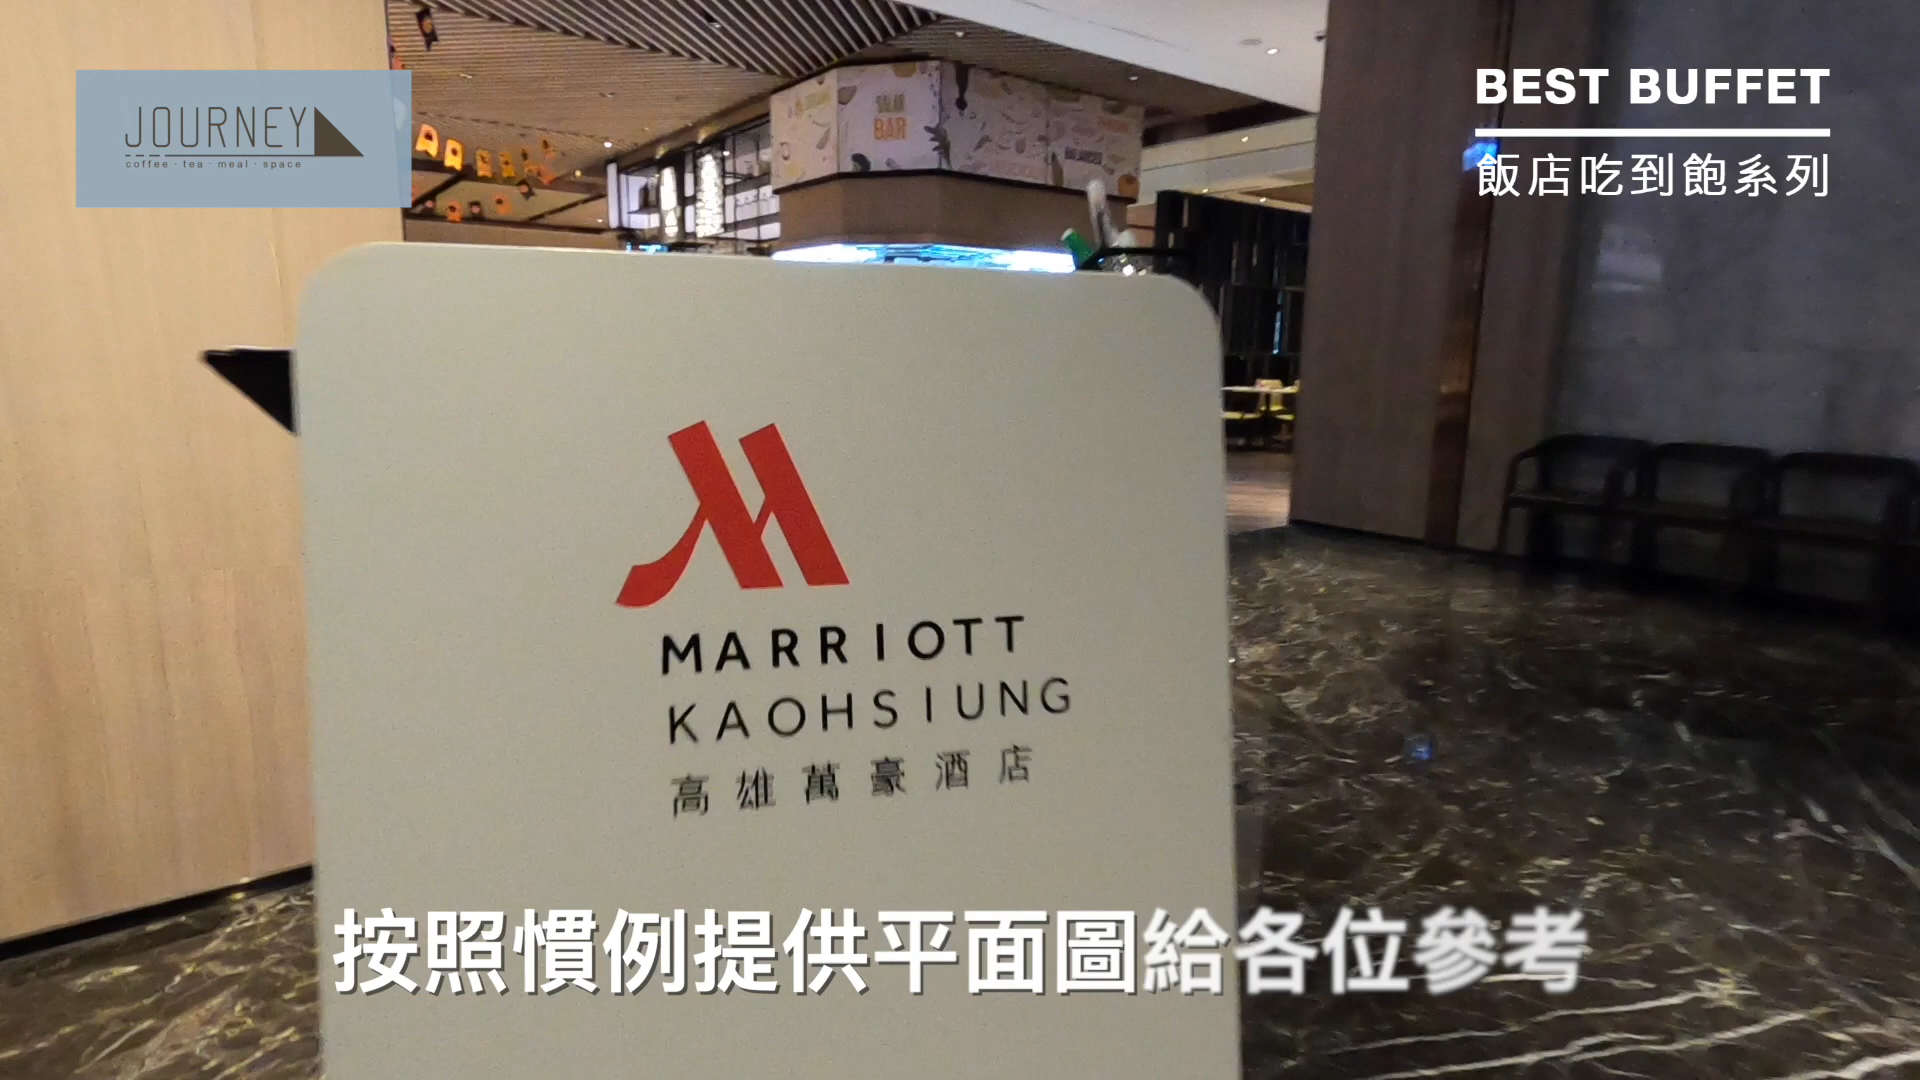 JOURNEY
coffee · tea · meal · space
BEST BUFFET
飯店吃到飽系列
SALAD
BAR
MARRIOTT
KAOHSIUNG
高雄萬豪酒店
按照慣例提供平面圖給各位參考